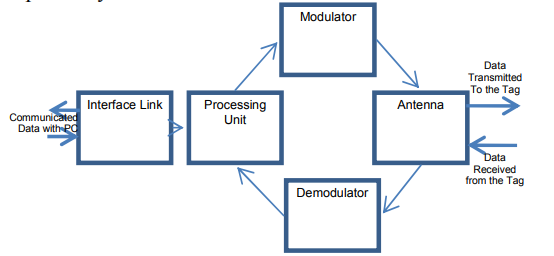 Modulator
Data
Transmitted
To the Tag
Interface Link
Processing
Unit
Antenna
Communicated
Data with PC
Data
Received
from the Tag
Demodulator